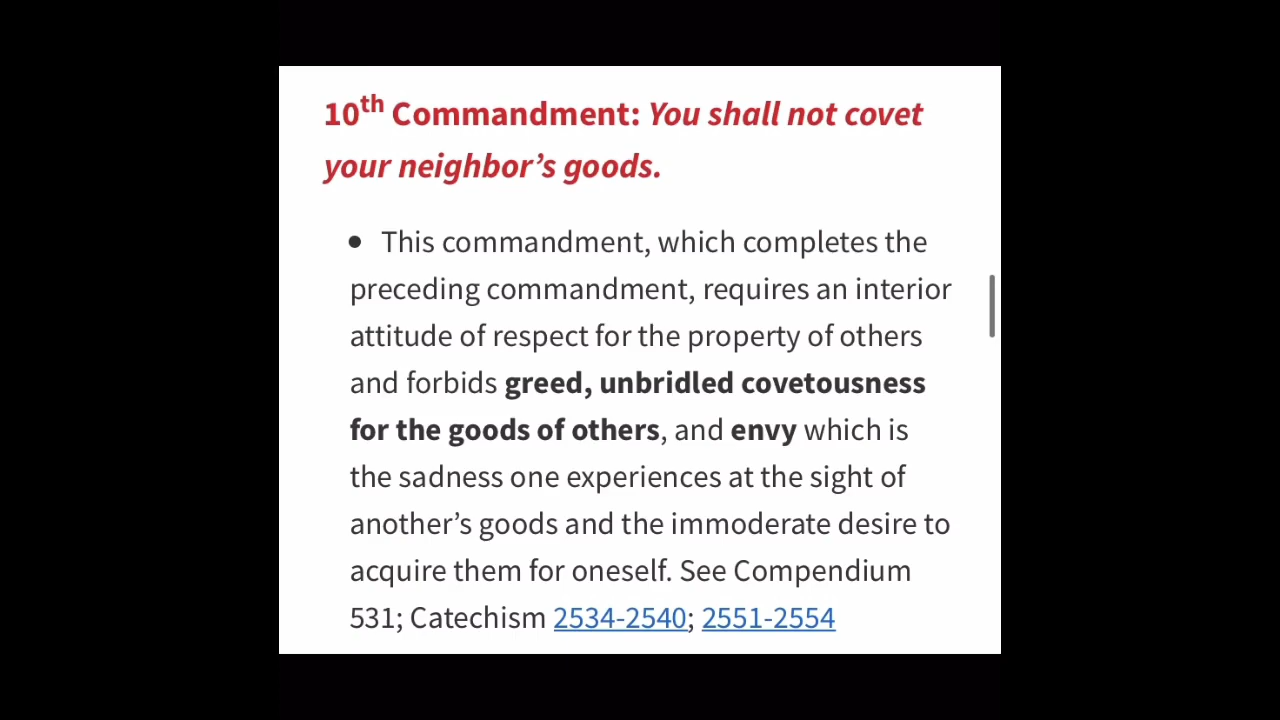 10th Commandment: You shall not covet
your neighbor’s goods.
• This commandment, which completes the
preceding commandment, requires an interior
attitude of respect for the property of others
and forbids greed, unbridled covetousness
for the goods of others, and envy which is
the sadness one experiences at the sight of
another’s goods and the immoderate desire to
acquire them for oneself. See Compendium
531; Catechism 2534-2540; 2551-2554